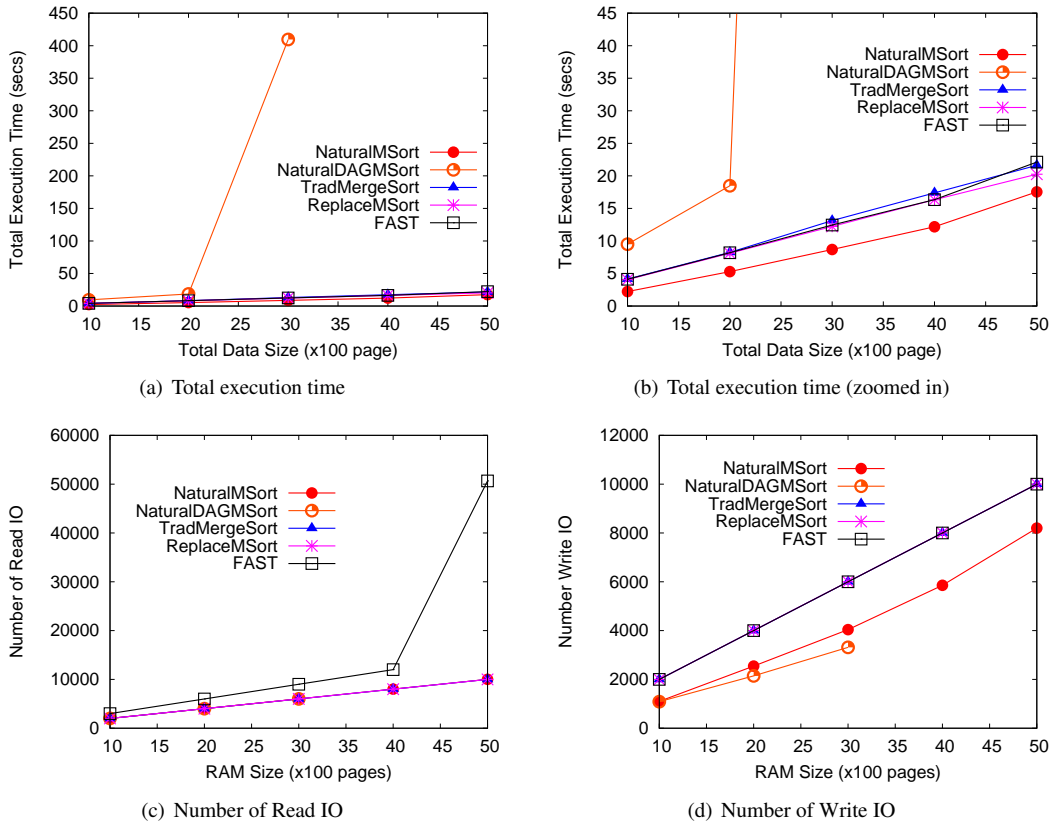 450
400
350
300
250
200
150
100
50
0
Total Execution Time (secs)
NaturalMSort
NaturalDAGMSort
TradMergeSort
ReplaceMSort
FAST
10 15 20 25 30 35 40 45 50
Total Data Size (x100 page)
(a) Total execution time
45
40
35
30
25
20
15
10
5
0
Total Execution Time (secs)
NaturalMSort
NaturalDAGMSort
TradMergeSort
ReplaceMSort
FAST
10 15 20 25 30 35 40 45 50
Total Data Size (x100 page)
(b) Total execution time (zoomed in)
60000
50000
40000
30000
20000
10000
0
Number of Read IO
NaturalMSort
NaturalDAGMSort
TradMergeSort
ReplaceMSort
FAST
10 15 20 25 30 35 40 45 50
RAM Size (x100 pages)
(c) Number of Read IO
12000
10000
8000
6000
4000
2000
0
Number Write IO
NaturalMSort
NaturalDAGMSort
TradMergeSort
ReplaceMSort
FAST
10 15 20 25 30 35 40 45 50
RAM Size (x100 pages)
(d) Number of Write IO